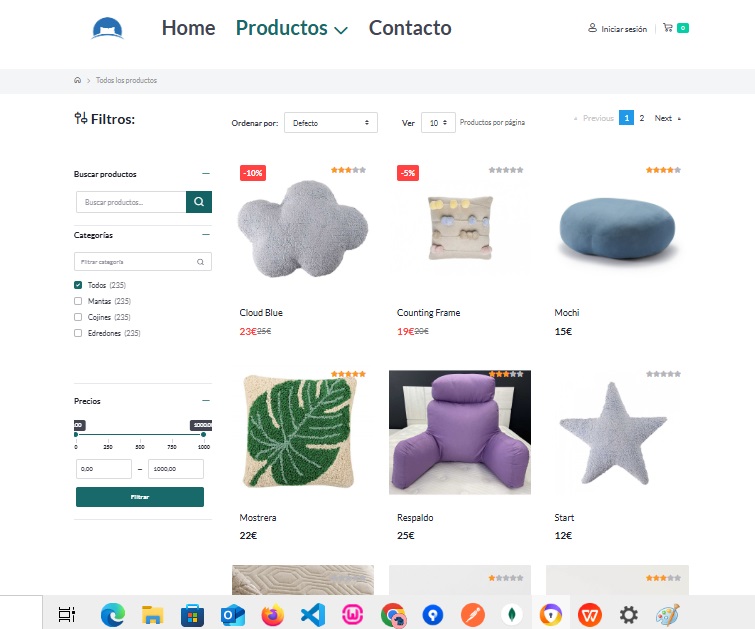 Home Productos Contacto Iniciar sesión 0
Todos los productos
Filtros:
Ordenar por: Defecto Ver 10 Productos por página « Previous 1 2 Next »
Buscar productos
Buscar productos...
Categorías
Filtrar categoría
Todos (235)
Mantas (235)
Cojines (235)
Edredones (235)
Precios
1000,
0 250 500 750 1000
0,00 – 1000,00
Filtrar
-10% -5%
Cloud Blue Counting Frame Mochi
23€25€ 19€20€ 15€
Mostrera Respaldo Start
22€ 25€ 12€